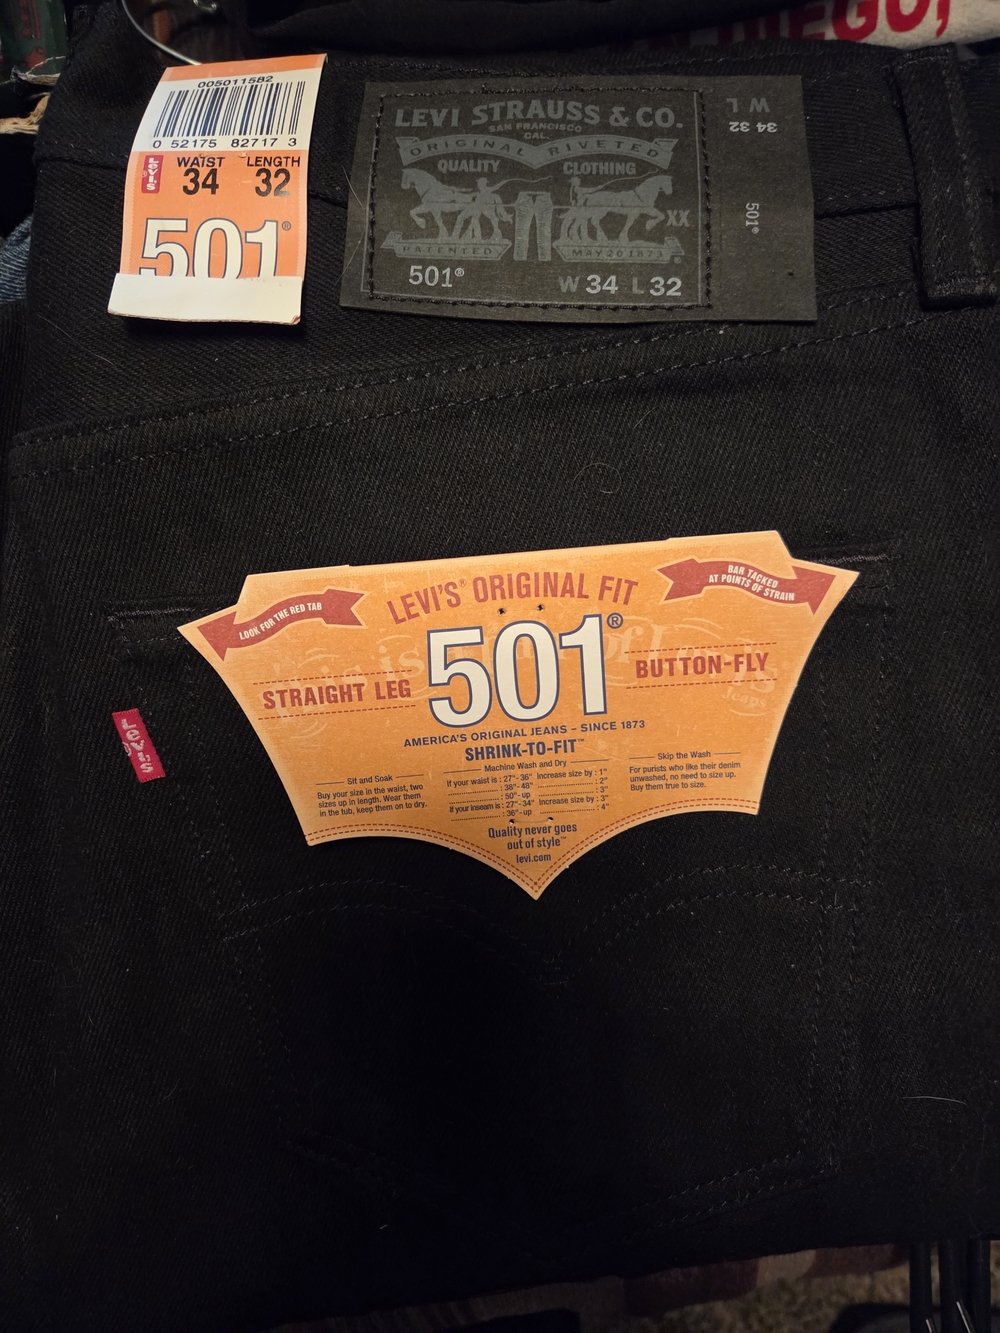 DIEGO,
005011582
0 52175 82717 3
Levi's
WAIST 34
LENGTH 32
501®
LEVI STRAUSS & CO.
SAN FRANCISCO
CAL.
ORIGINAL RIVETED
QUALITY CLOTHING
XX
PATENTED MAY 20 1873
501® W 34 L 32
W L
34 32
501®
LOOK FOR THE RED TAB
LEVI'S® ORIGINAL FIT
BAR TACKED
AT POINTS OF STRAIN
501®
STRAIGHT LEG
BUTTON-FLY
AMERICA'S ORIGINAL JEANS – SINCE 1873
SHRINK-TO-FIT™
Sit and Soak
Buy your size in the waist, two
sizes up in length. Wear them
in the tub, keep them on to dry.
Machine Wash and Dry
If your waist is : 27"-36" Increase size by : 1"
: 38"-48" : 2"
: 50"-up : 3"
If your inseam is : 27"-34" Increase size by : 3"
: 36"-up : 4"
Skip the Wash
For purists who like their denim
unwashed, no need to size up.
Buy them true to size.
Quality never goes
out of style™
levi.com
Levi's